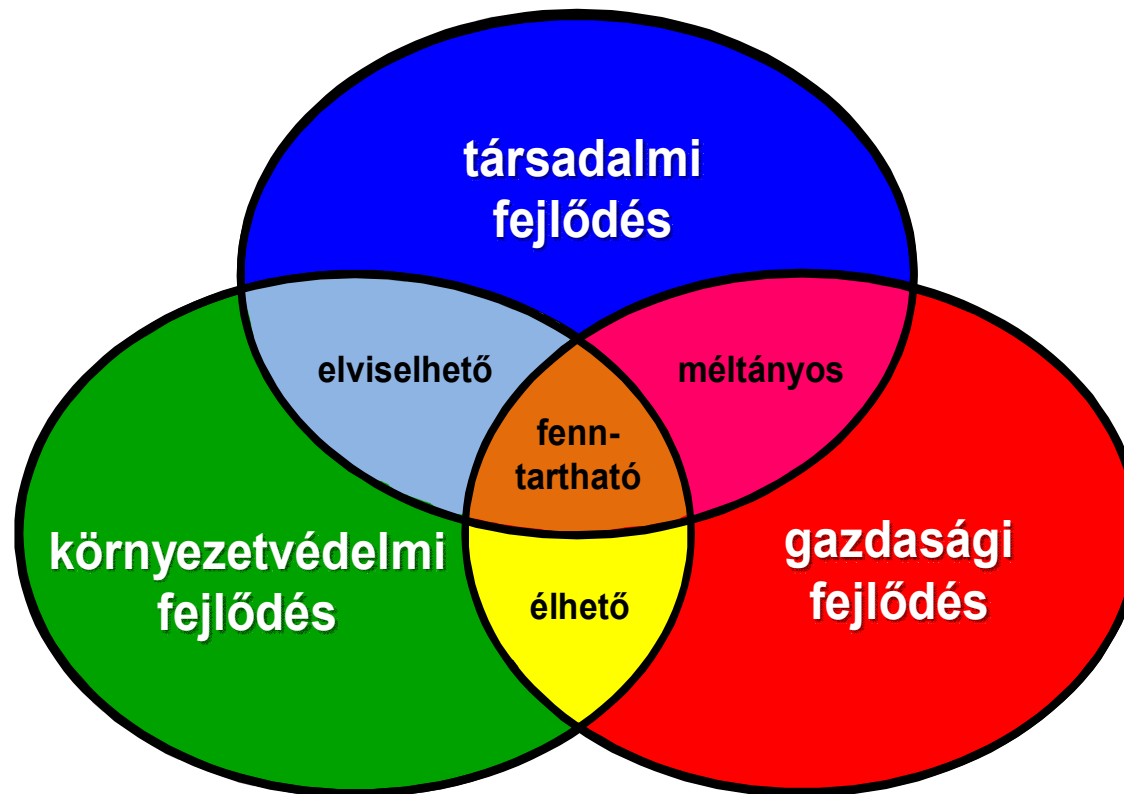 társadalmi
fejlődés
elviselhető
méltányos
fenn-
tartható
környezetvédelmi
fejlődés
gazdasági
fejlődés
élhető